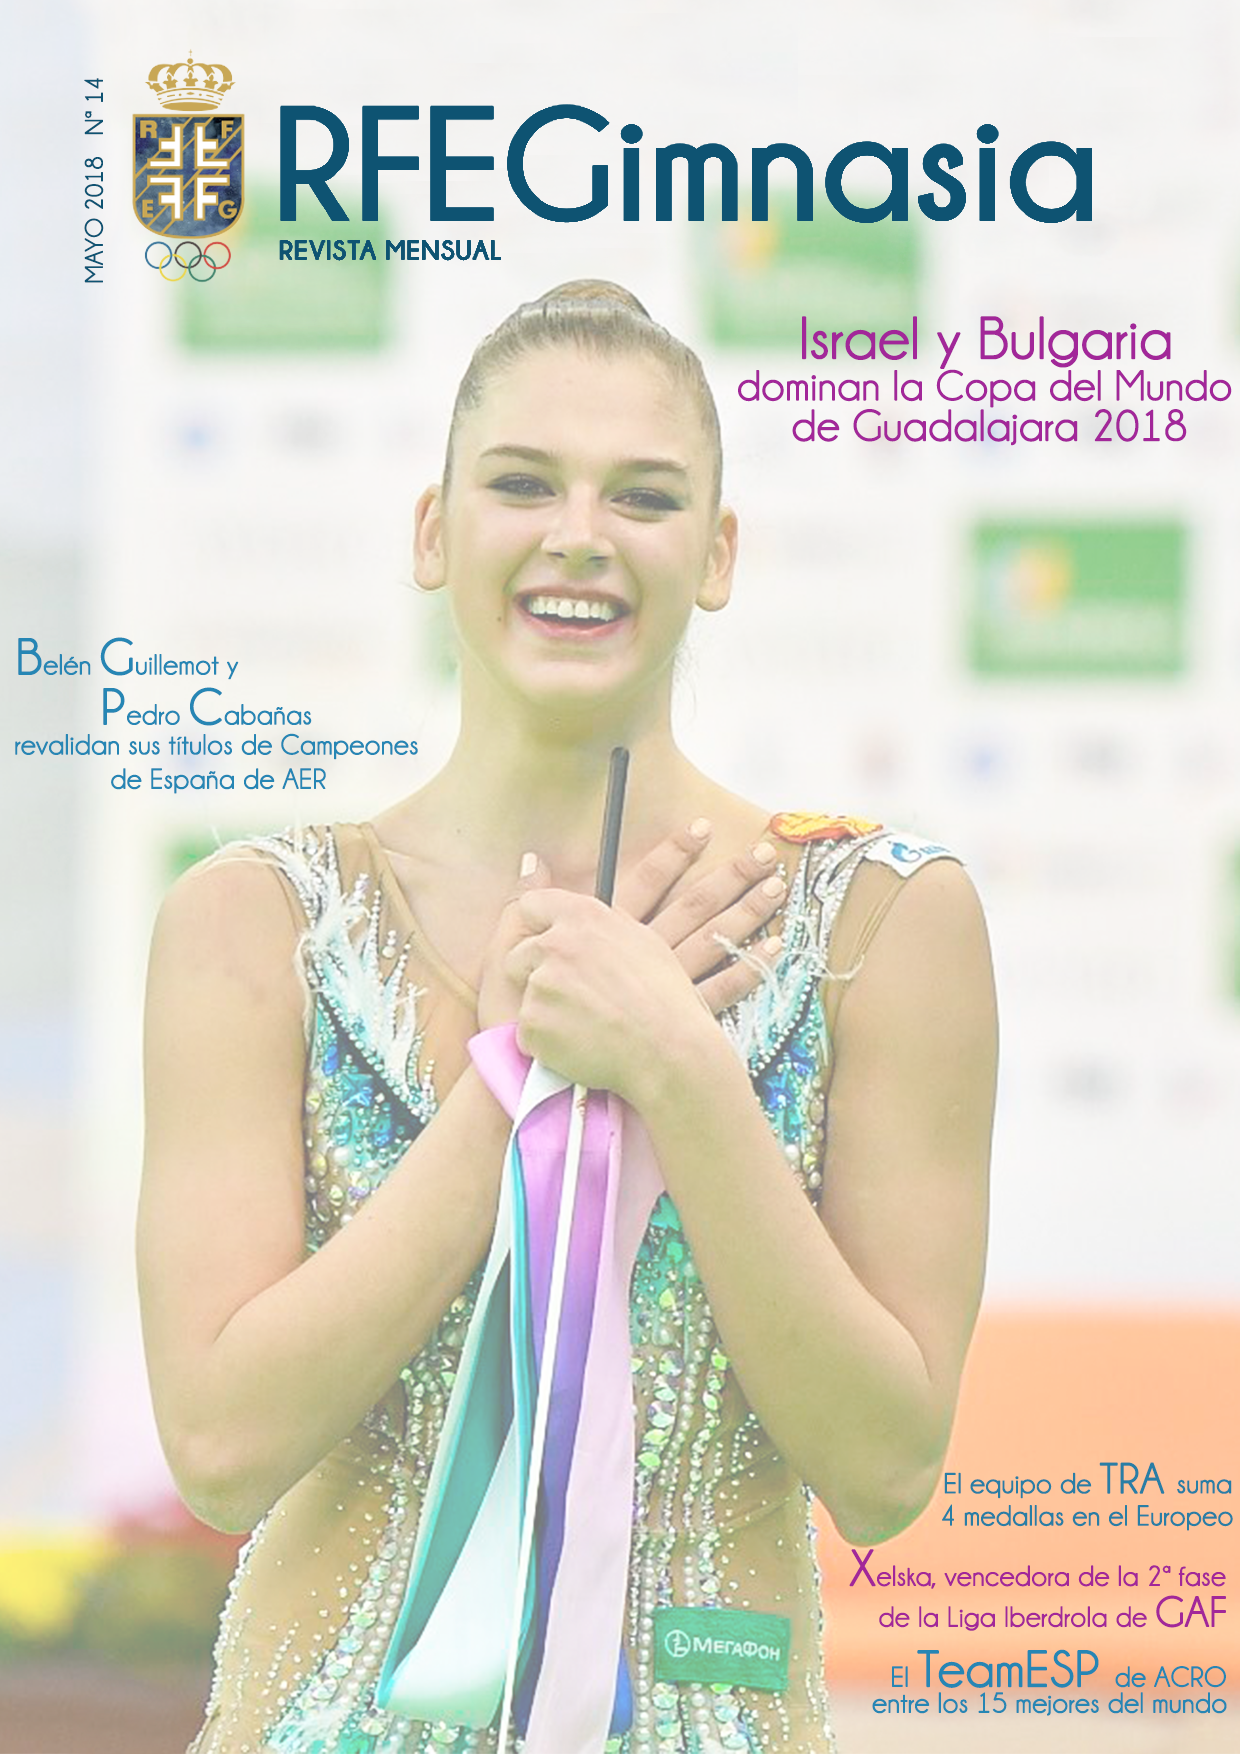 MAYO 2018 Nª 14
R F
E G
RFEGimnasia
REVISTA MENSUAL
Israel y Bulgaria
dominan la Copa del Mundo
de Guadalajara 2018
Belén Guillemot y
Pedro Cabañas
revalidan sus títulos de Campeones
de España de AER
El equipo de TRA suma
4 medallas en el Europeo
Xelska, vencedora de la 2ª fase
de la Liga Iberdrola de GAF
МЕГАФОН
El TeamESP de ACRO
entre los 15 mejores del mundo